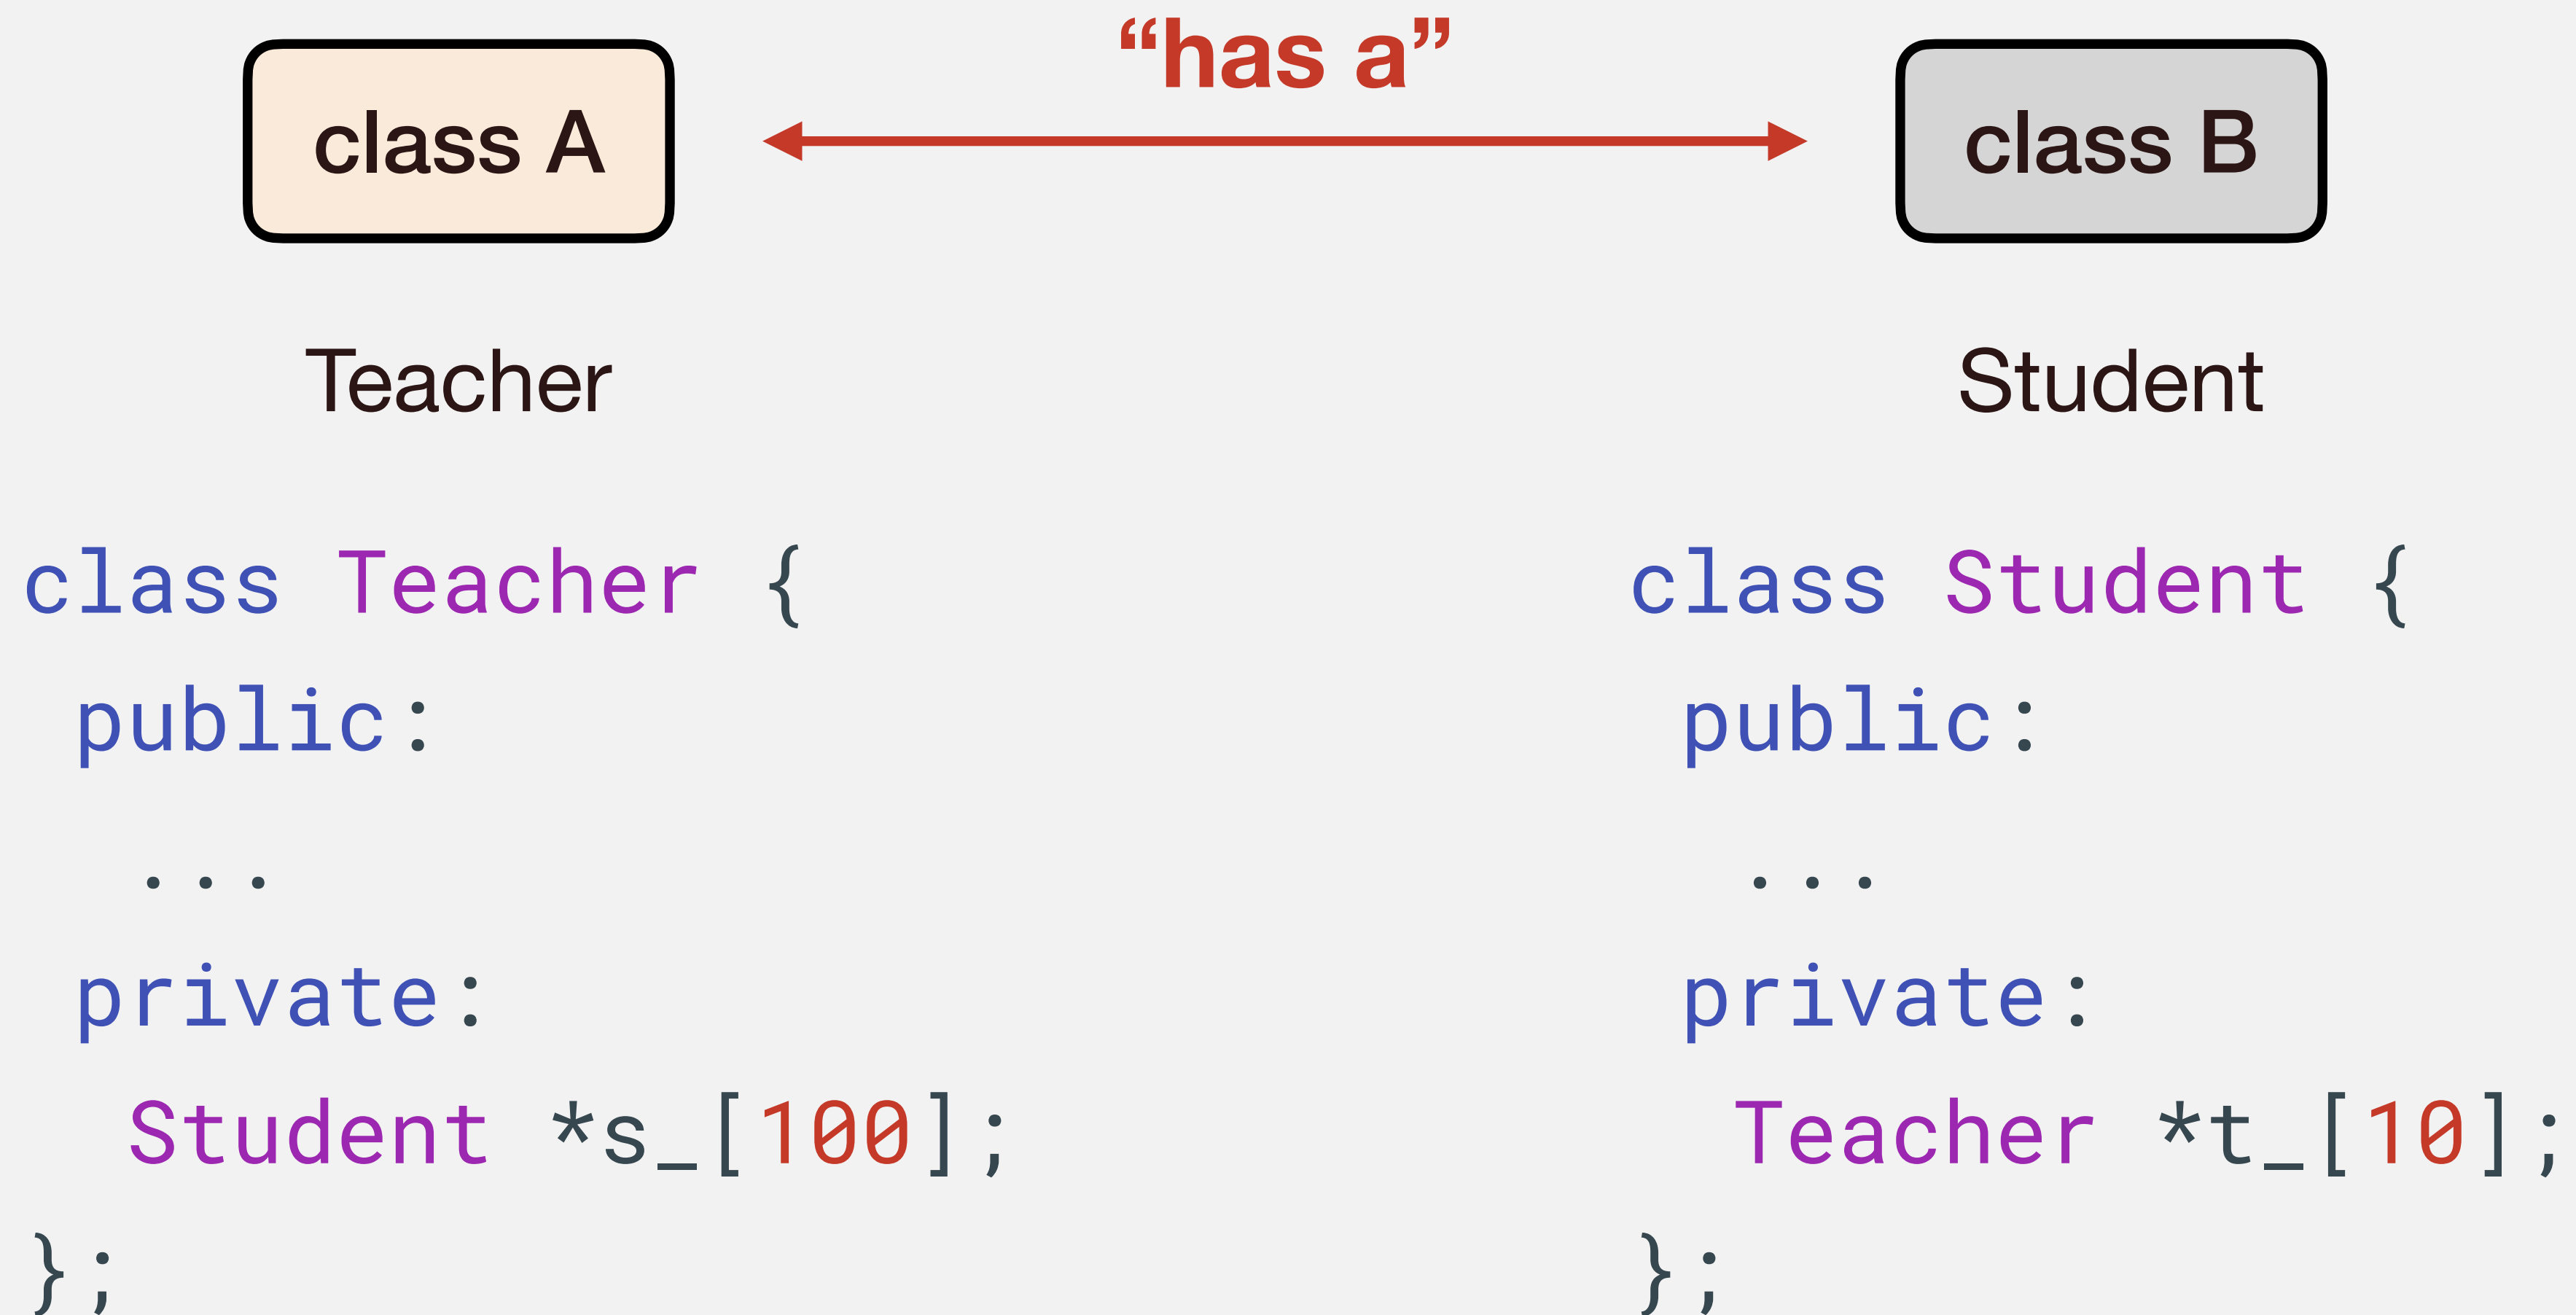 “has a”
class A
class B
Teacher
Student
class Teacher {
public:
...
private:
Student *s_[100];
};
class Student {
public:
...
private:
Teacher *t_[10];
};